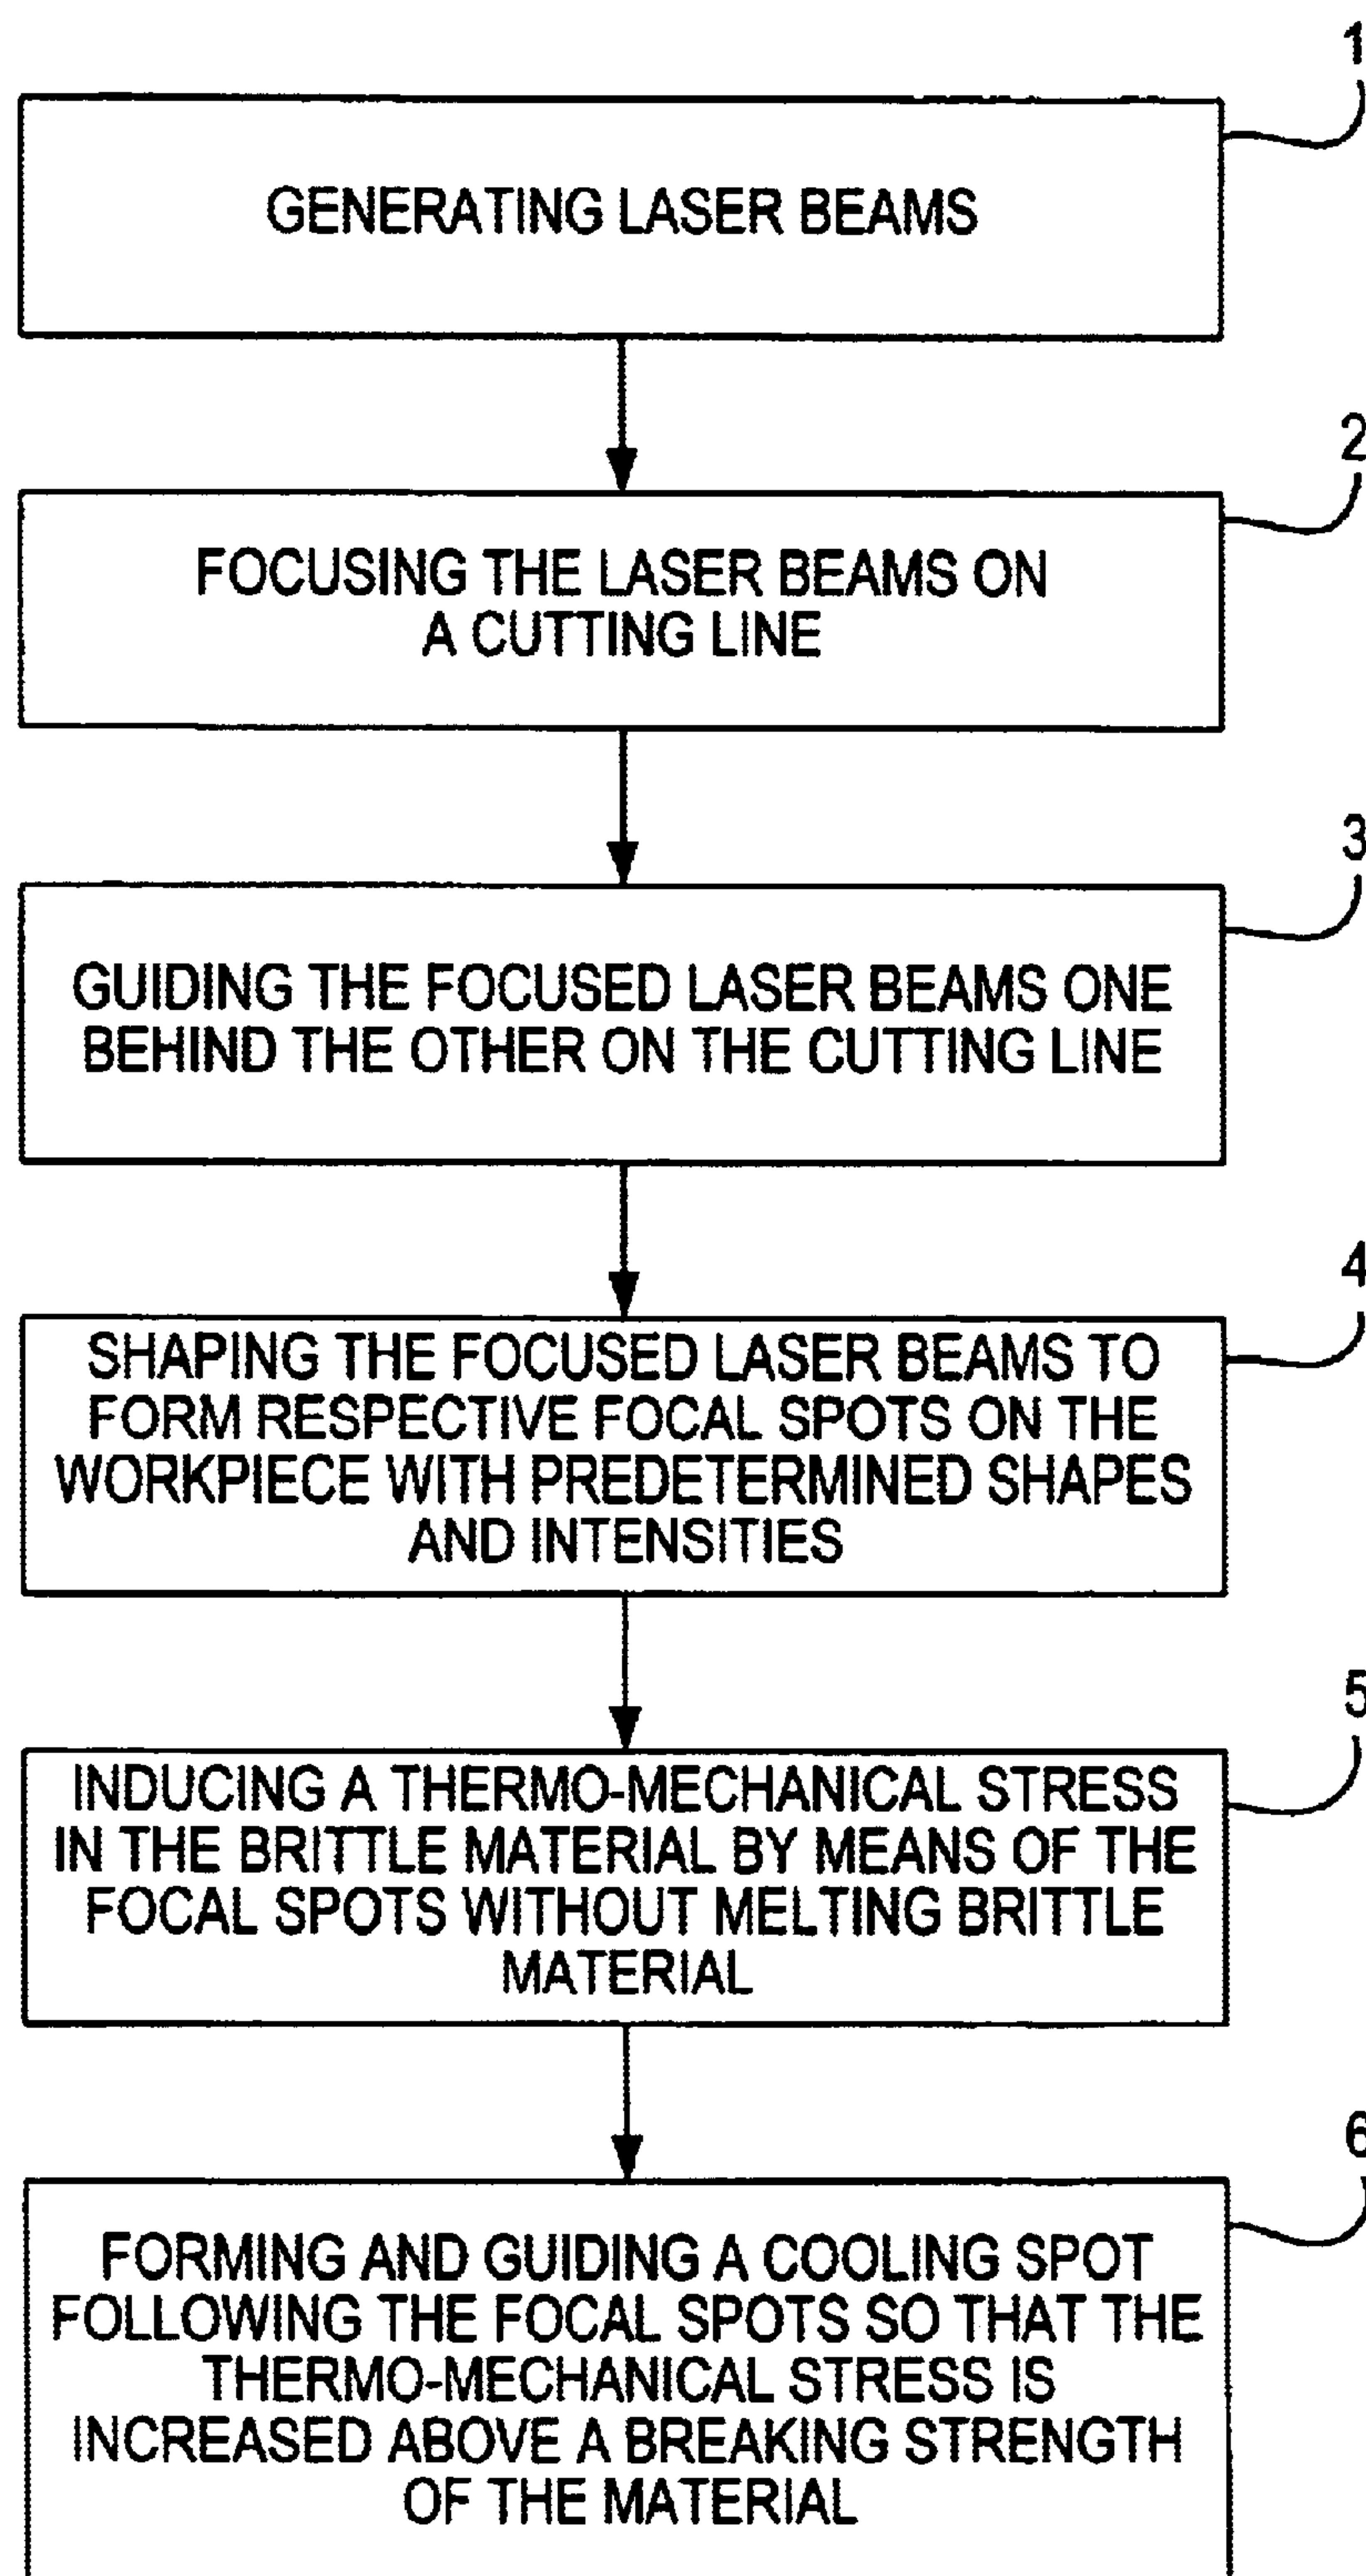 1
GENERATING LASER BEAMS
2
FOCUSING THE LASER BEAMS ON
A CUTTING LINE
3
GUIDING THE FOCUSED LASER BEAMS ONE
BEHIND THE OTHER ON THE CUTTING LINE
4
SHAPING THE FOCUSED LASER BEAMS TO
FORM RESPECTIVE FOCAL SPOTS ON THE
WORKPIECE WITH PREDETERMINED SHAPES
AND INTENSITIES
5
INDUCING A THERMO-MECHANICAL STRESS
IN THE BRITTLE MATERIAL BY MEANS OF THE
FOCAL SPOTS WITHOUT MELTING BRITTLE
MATERIAL
6
FORMING AND GUIDING A COOLING SPOT
FOLLOWING THE FOCAL SPOTS SO THAT THE
THERMO-MECHANICAL STRESS IS
INCREASED ABOVE A BREAKING STRENGTH
OF THE MATERIAL